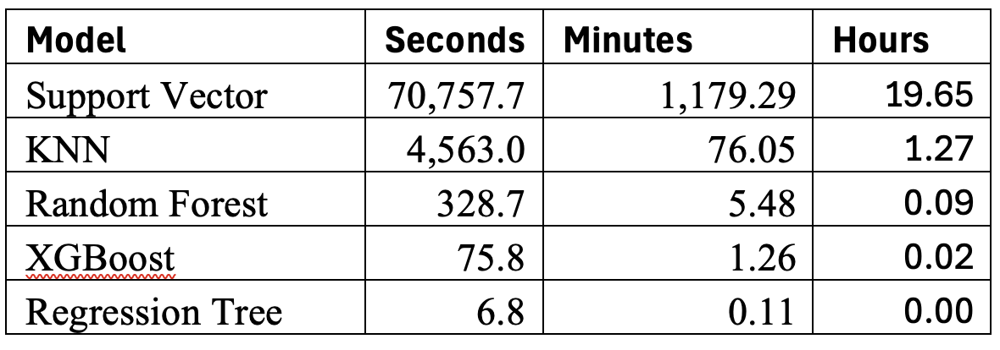 Model Seconds Minutes Hours
Support Vector 70,757.7 1,179.29 19.65
KNN 4,563.0 76.05 1.27
Random Forest 328.7 5.48 0.09
XGBoost 75.8 1.26 0.02
Regression Tree 6.8 0.11 0.00